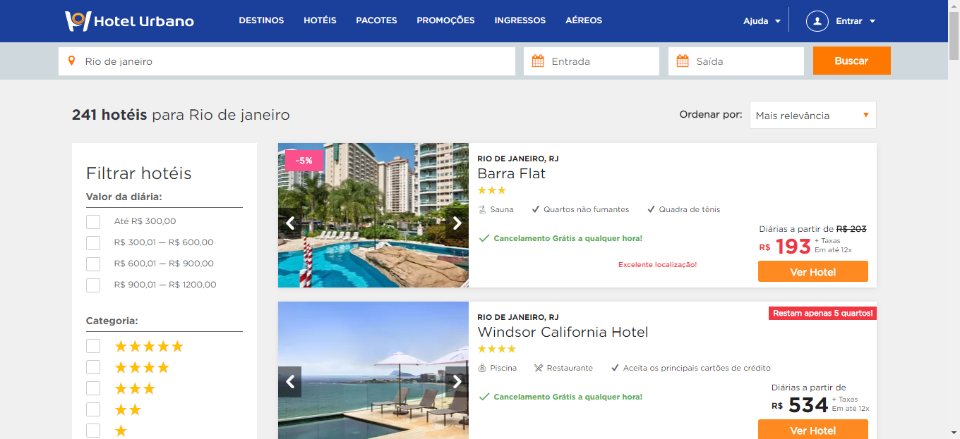 Hotel Urbano
DESTINOS HOTÉIS PACOTES PROMOÇÕES INGRESSOS AÉREOS
Ajuda Entrar
Rio de janeiro Entrada Saída Buscar
241 hotéis para Rio de janeiro
Ordenar por: Mais relevância
Filtrar hotéis
Valor da diária:
Até R$ 300,00
R$ 300,01 — R$ 600,00
R$ 600,01 — R$ 900,00
R$ 900,01 — R$ 1200,00
Categoria:
-5%
RIO DE JANEIRO, RJ
Barra Flat
Sauna Quartos não fumantes Quadra de tênis
Cancelamento Grátis a qualquer hora!
Excelente localização!
Diárias a partir de R$ 203
R$ 193 + Taxas
Em até 12x
Ver Hotel
Restam apenas 5 quartos!
RIO DE JANEIRO, RJ
Windsor California Hotel
Piscina Restaurante Aceita os principais cartões de crédito
Cancelamento Grátis a qualquer hora!
Diárias a partir de
R$ 534 + Taxas
Em até 12x
Ver Hotel